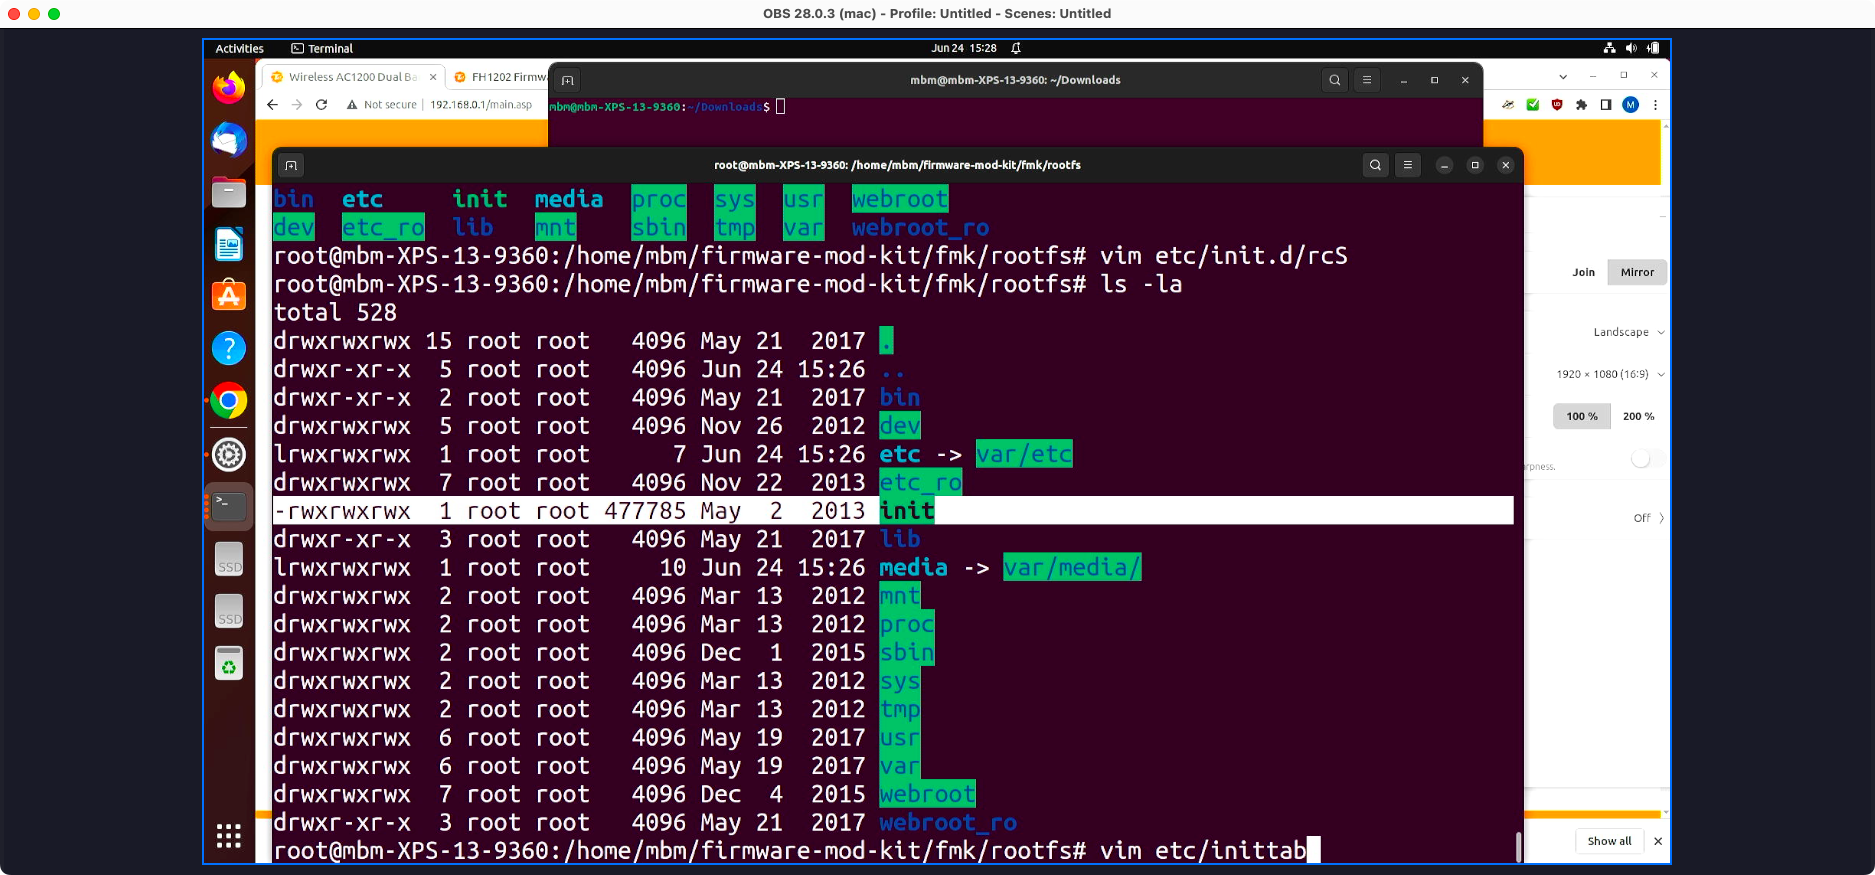 OBS 28.0.3 (mac) - Profile: Untitled - Scenes: Untitled
Activities Terminal Jun 24 15:28
Wireless AC1200 Dual Ba × FH1202 Firmw
mbm@mbm-XPS-13-9360: ~/Downloads
Not secure 192.168.0.1/main.asp
mbm@mbm-XPS-13-9360:~/Downloads$
M
root@mbm-XPS-13-9360: /home/mbm/firmware-mod-kit/fmk/rootfs
bin etc init media proc sys usr webroot
dev etc_ro lib mnt sbin tmp var webroot_ro
root@mbm-XPS-13-9360:/home/mbm/firmware-mod-kit/fmk/rootfs# vim etc/init.d/rcS
root@mbm-XPS-13-9360:/home/mbm/firmware-mod-kit/fmk/rootfs# ls -la
total 528
drwxrwxrwx 15 root root 4096 May 21 2017 .
drwxr-xr-x 5 root root 4096 Jun 24 15:26 ..
drwxr-xr-x 2 root root 4096 May 21 2017 bin
drwxrwxrwx 5 root root 4096 Nov 26 2012 dev
lrwxrwxrwx 1 root root 7 Jun 24 15:26 etc -> var/etc
drwxrwxrwx 7 root root 4096 Nov 22 2013 etc_ro
-rwxrwxrwx 1 root root 477785 May 2 2013 init
drwxr-xr-x 3 root root 4096 May 21 2017 lib
lrwxrwxrwx 1 root root 10 Jun 24 15:26 media -> var/media/
drwxrwxrwx 2 root root 4096 Mar 13 2012 mnt
drwxrwxrwx 2 root root 4096 Mar 13 2012 proc
drwxrwxrwx 2 root root 4096 Dec 1 2015 sbin
drwxrwxrwx 2 root root 4096 Mar 13 2012 sys
drwxrwxrwx 2 root root 4096 Mar 13 2012 tmp
drwxrwxrwx 6 root root 4096 May 19 2017 usr
drwxrwxrwx 6 root root 4096 May 19 2017 var
drwxrwxrwx 7 root root 4096 Dec 4 2015 webroot
drwxr-xr-x 3 root root 4096 May 21 2017 webroot_ro
root@mbm-XPS-13-9360:/home/mbm/firmware-mod-kit/fmk/rootfs# vim etc/inittab
Join Mirror
Landscape
1920 × 1080 (16:9)
100 % 200 %
rpness.
Off
Show all
SSD
SSD